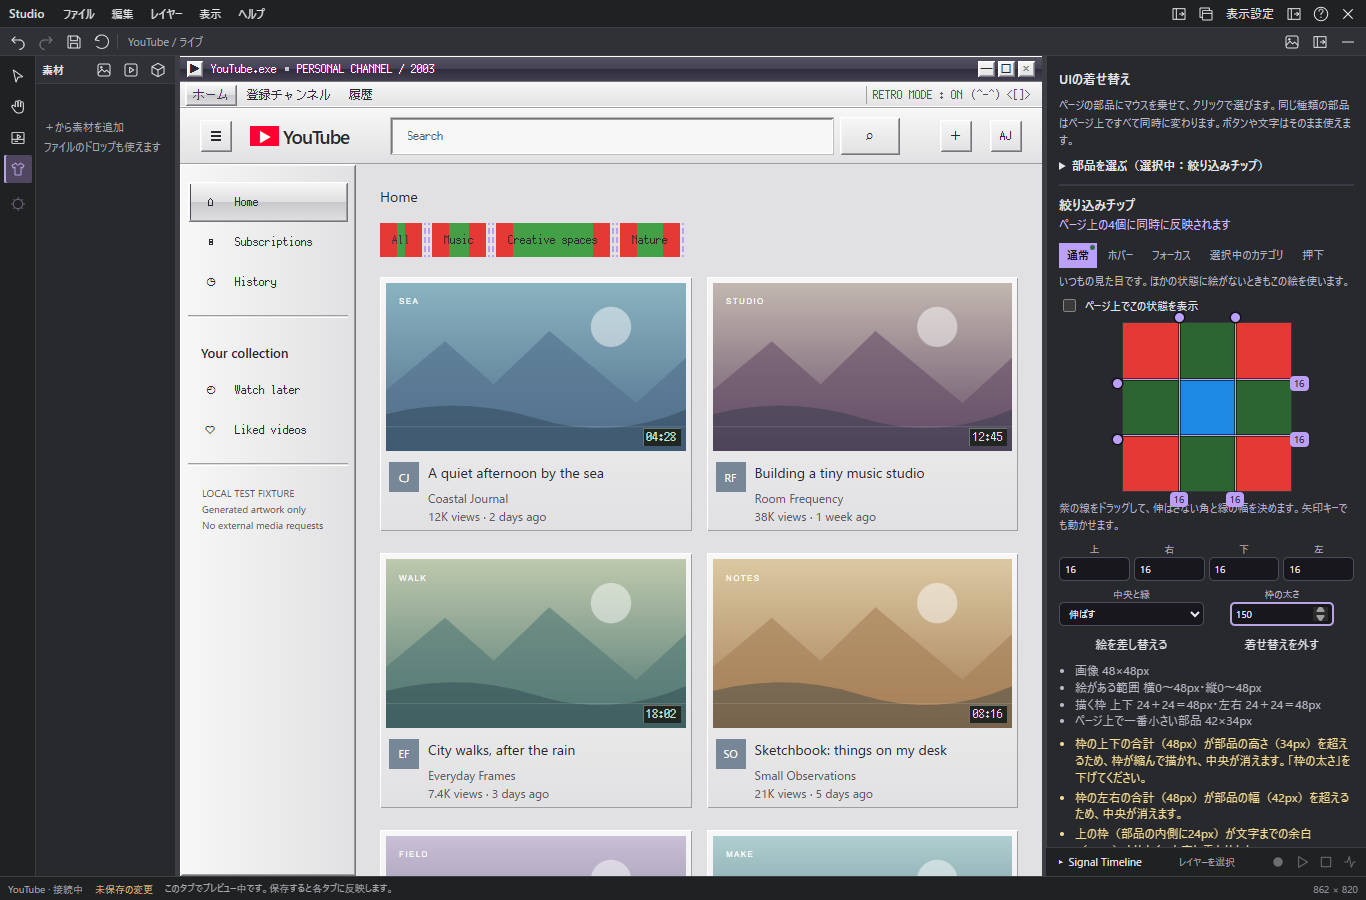 Studio ファイル 編集 レイヤー 表示 ヘルプ 表示設定
YouTube / ライブ
素材
＋から素材を追加
ファイルのドロップも使えます
YouTube.exe ▪ PERSONAL CHANNEL / 2003
ホーム 登録チャンネル 履歴 RETRO MODE : ON (^-^) <[]>
YouTube Search AJ
Home
Subscriptions
History
Your collection
Watch later
Liked videos
LOCAL TEST FIXTURE
Generated artwork only
No external media requests
Home
All Music Creative spaces Nature
SEA
04:28
CJ
A quiet afternoon by the sea
Coastal Journal
12K views · 2 days ago
STUDIO
12:45
RF
Building a tiny music studio
Room Frequency
38K views · 1 week ago
WALK
18:02
EF
City walks, after the rain
Everyday Frames
7.4K views · 3 days ago
NOTES
08:16
SO
Sketchbook: things on my desk
Small Observations
21K views · 5 days ago
FIELD
MAKE
UIの着せ替え
ページの部品にマウスを乗せて、クリックで選びます。同じ種類の部品
はページ上ですべて同時に変わります。ボタンや文字はそのまま使えま
す。
部品を選ぶ（選択中：絞り込みチップ）
絞り込みチップ
ページ上の4個に同時に反映されます
通常 ホバー フォーカス 選択中のカテゴリ 押下
いつもの見た目です。ほかの状態に絵がないときもこの絵を使います。
ページ上でこの状態を表示
16
16
16 16
紫の線をドラッグして、伸ばさない角と縁の幅を決めます。矢印キーで
も動かせます。
上 右 下 左
16 16 16 16
中央と縁 枠の太さ
伸ばす 150
絵を差し替える 着せ替えを外す
画像 48×48px
絵がある範囲 横0〜48px・縦0〜48px
描く枠 上下 24＋24＝48px・左右 24＋24＝48px
ページ上で一番小さい部品 42×34px
枠の上下の合計（48px）が部品の高さ（34px）を超え
るため、枠が縮んで描かれ、中央が消えます。「枠の太さ」を
下げてください。
枠の左右の合計（48px）が部品の幅（42px）を超える
ため、中央が消えます。
上の枠（部品の内側に24px）が文字までの余白
Signal Timeline レイヤーを選択
YouTube · 接続中 未保存の変更 このタブでプレビュー中です。保存すると各タブに反映します。 862 × 820